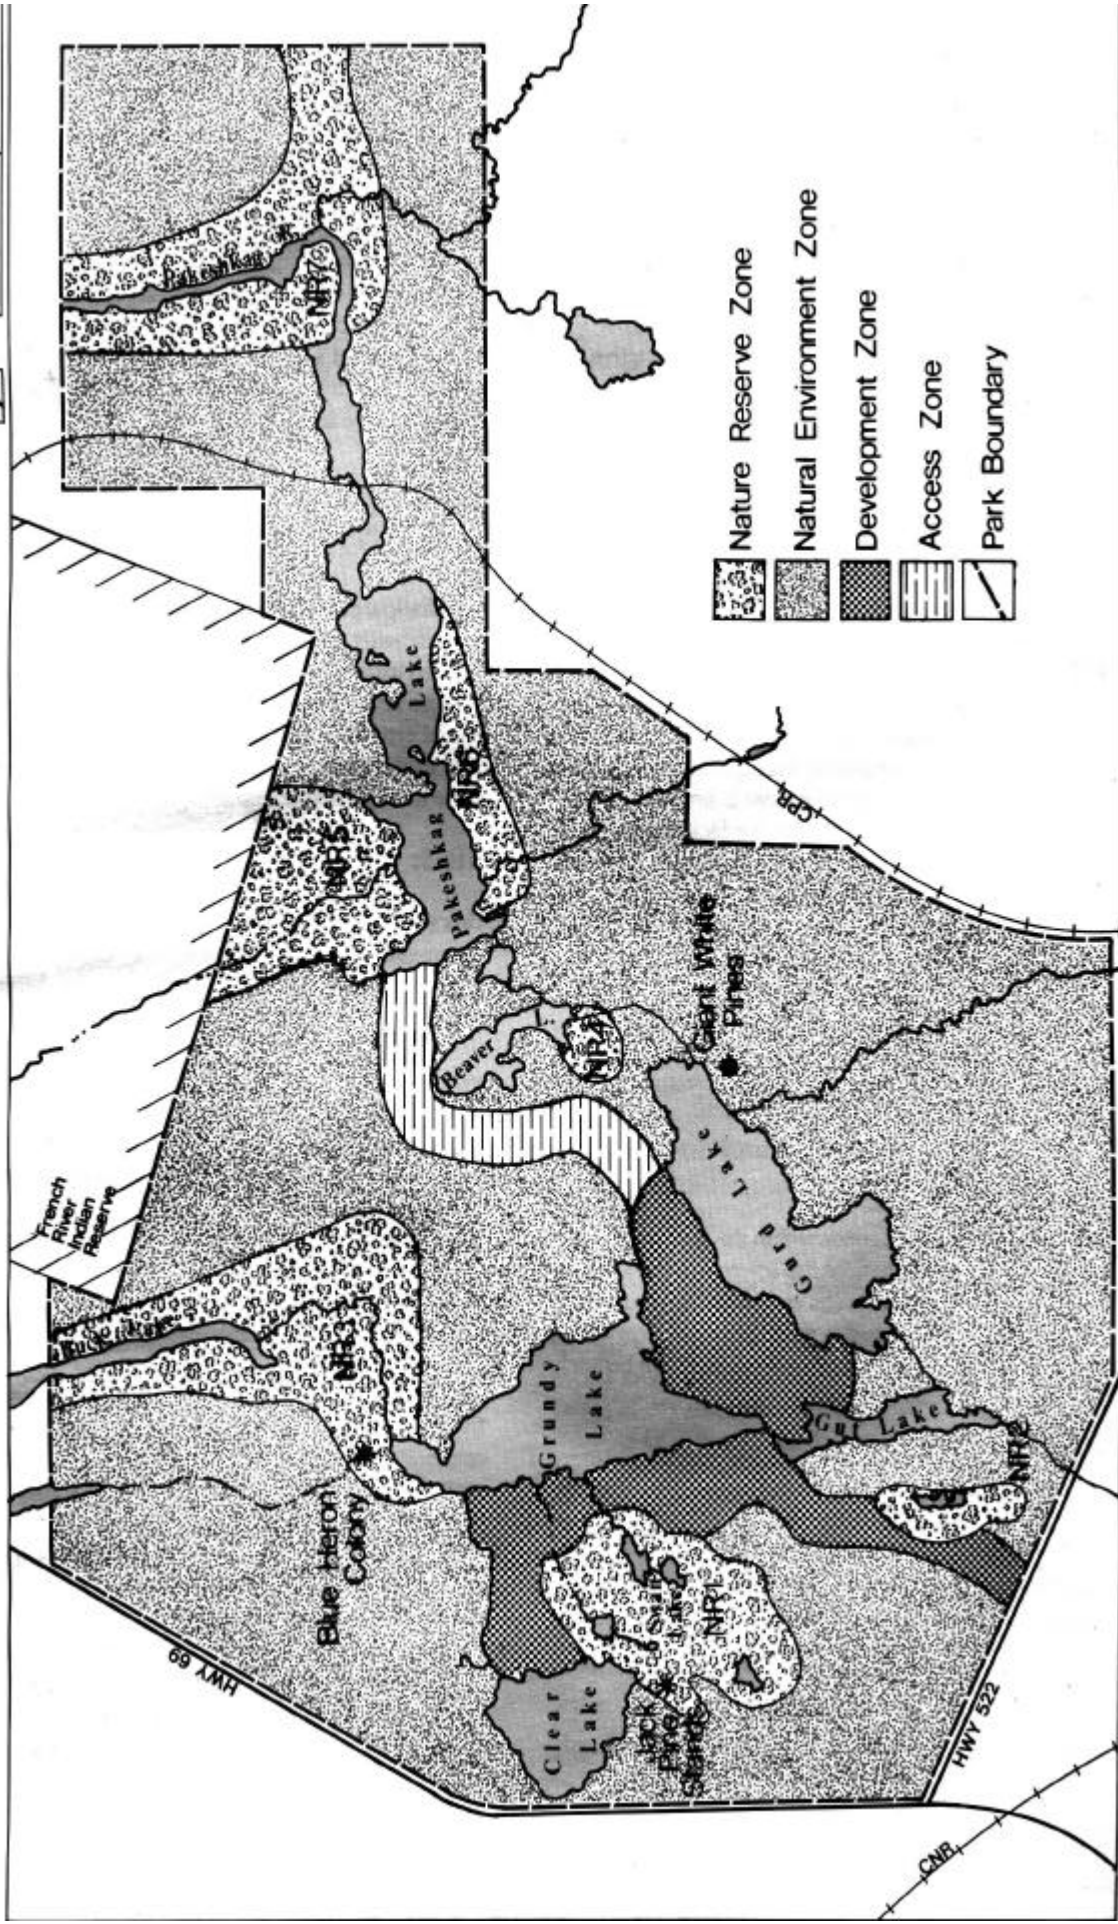 Nature Reserve Zone
Natural Environment Zone
Development Zone
Access Zone
Park Boundary
French
River
Indian
Reserve
Pakeshkag
NR7
Lake
Pakeshkag
NR6
NR5
CPR
Beaver
L.
NR4
Giant White
Pines
Gurd Lake
NR3
Blue Heron
Colony
Grundy
Lake
Gut Lake
NR2
Swan
Lake
NR1
Clear
Lake
Jack
Pine
Stands
HWY 69
HWY 522
CNR